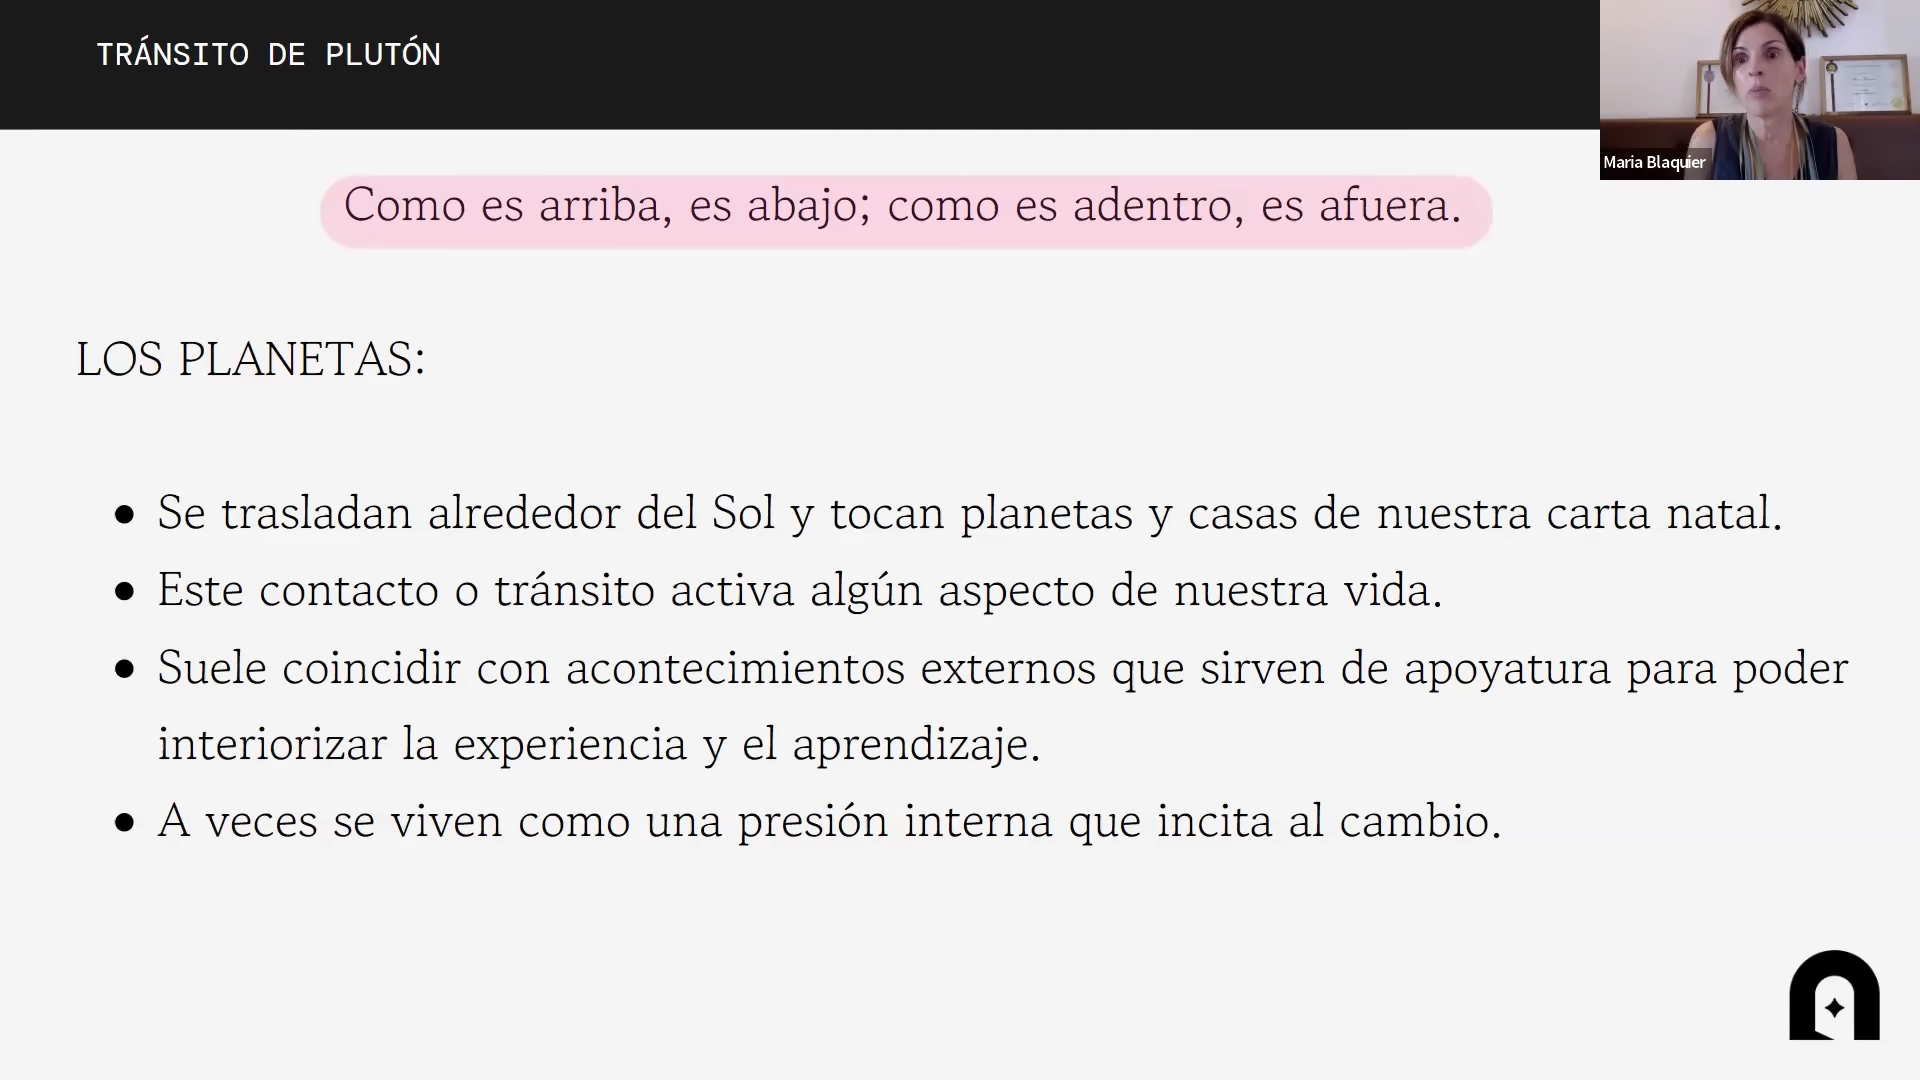 TRÁNSITO DE PLUTÓN
Maria Blaquier
Como es arriba, es abajo; como es adentro, es afuera.
LOS PLANETAS:
• Se trasladan alrededor del Sol y tocan planetas y casas de nuestra carta natal.
• Este contacto o tránsito activa algún aspecto de nuestra vida.
• Suele coincidir con acontecimientos externos que sirven de apoyatura para poder
interiorizar la experiencia y el aprendizaje.
• A veces se viven como una presión interna que incita al cambio.